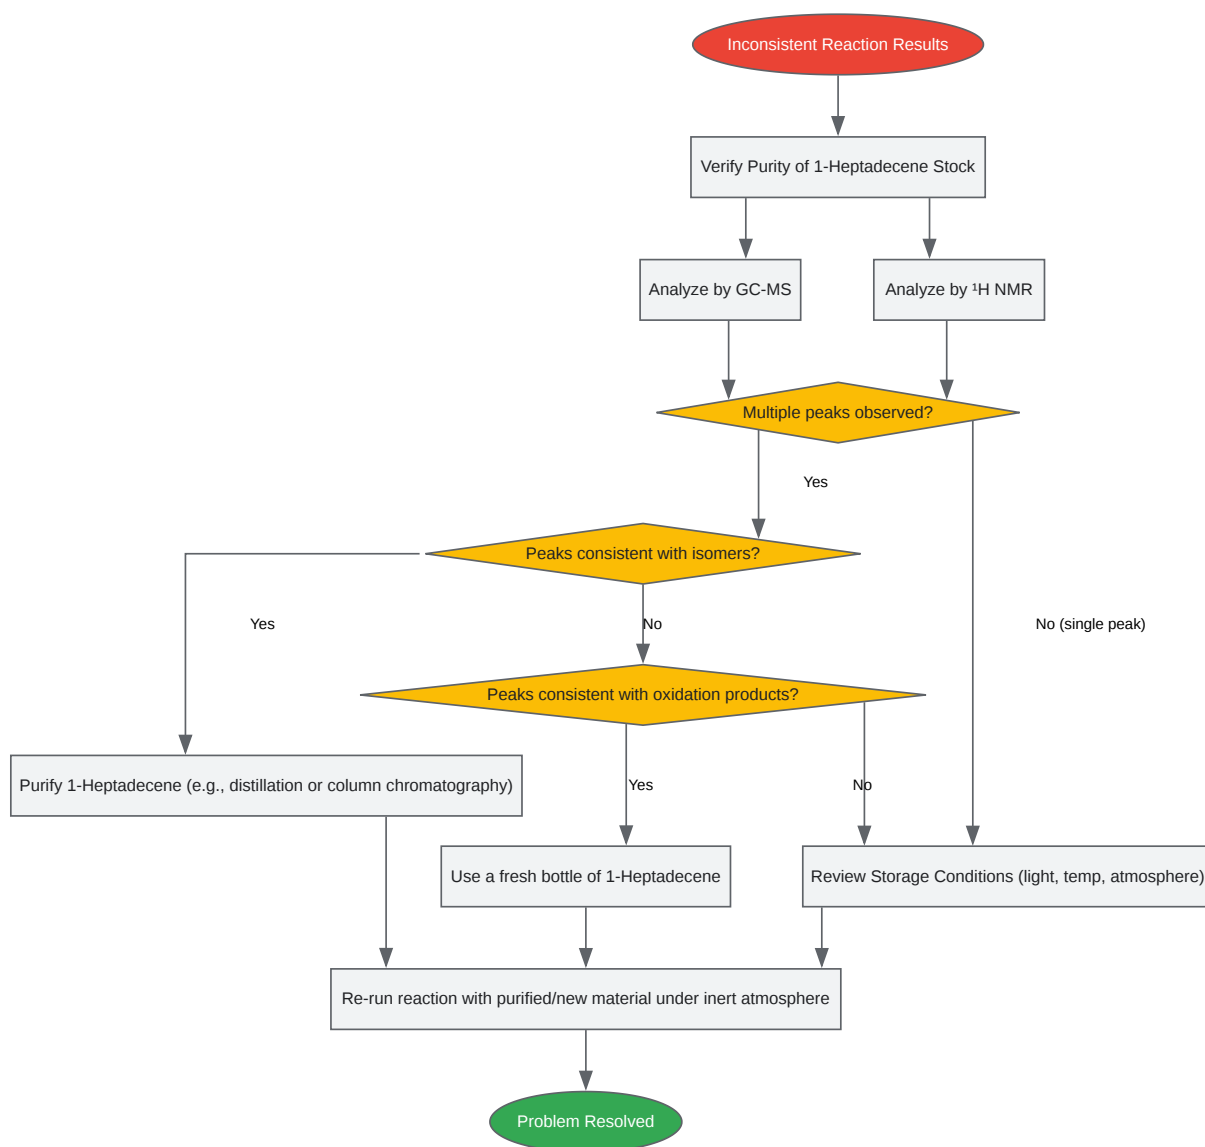 Inconsistent Reaction Results
Verify Purity of 1-Heptadecene Stock
Analyze by GC-MS
Analyze by ¹H NMR
Multiple peaks observed?
Yes
Peaks consistent with isomers?
Yes
No
No (single peak)
Peaks consistent with oxidation products?
Purify 1-Heptadecene (e.g., distillation or column chromatography)
Yes
No
Use a fresh bottle of 1-Heptadecene
Review Storage Conditions (light, temp, atmosphere)
Re-run reaction with purified/new material under inert atmosphere
Problem Resolved